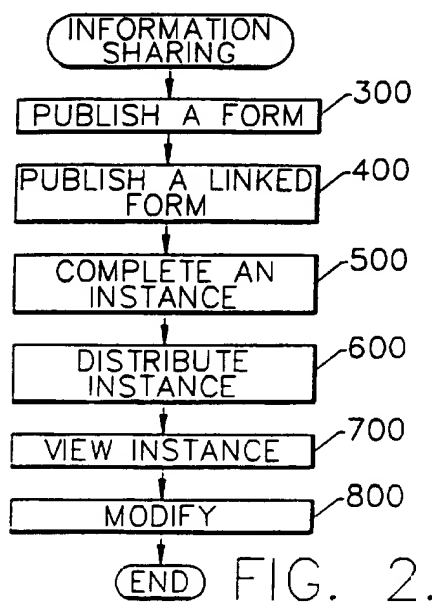 INFORMATION
SHARING
300
PUBLISH A FORM
400
PUBLISH A LINKED
FORM
500
COMPLETE AN
INSTANCE
600
DISTRIBUTE
INSTANCE
700
VIEW INSTANCE
800
MODIFY
END
FIG. 2.